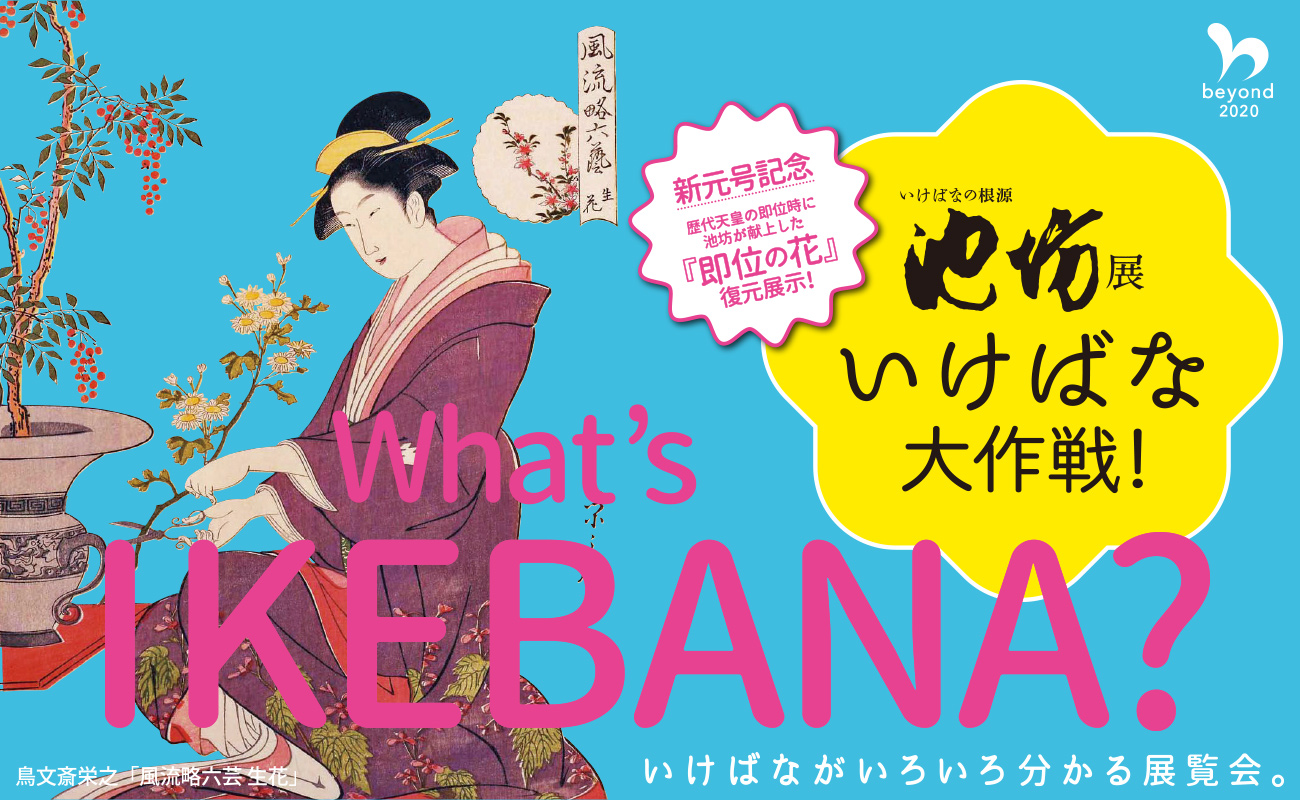 風流略六藝
生花
beyond
2020
新元号記念
歴代天皇の即位時に
池坊が献上した
『即位の花』
復元展示!
いけばなの根源
池坊展
いけばな
大作戦!
What's
IKEBANA?
鳥文斎栄之「風流略六芸 生花」
いけばながいろいろ分かる展覧会。